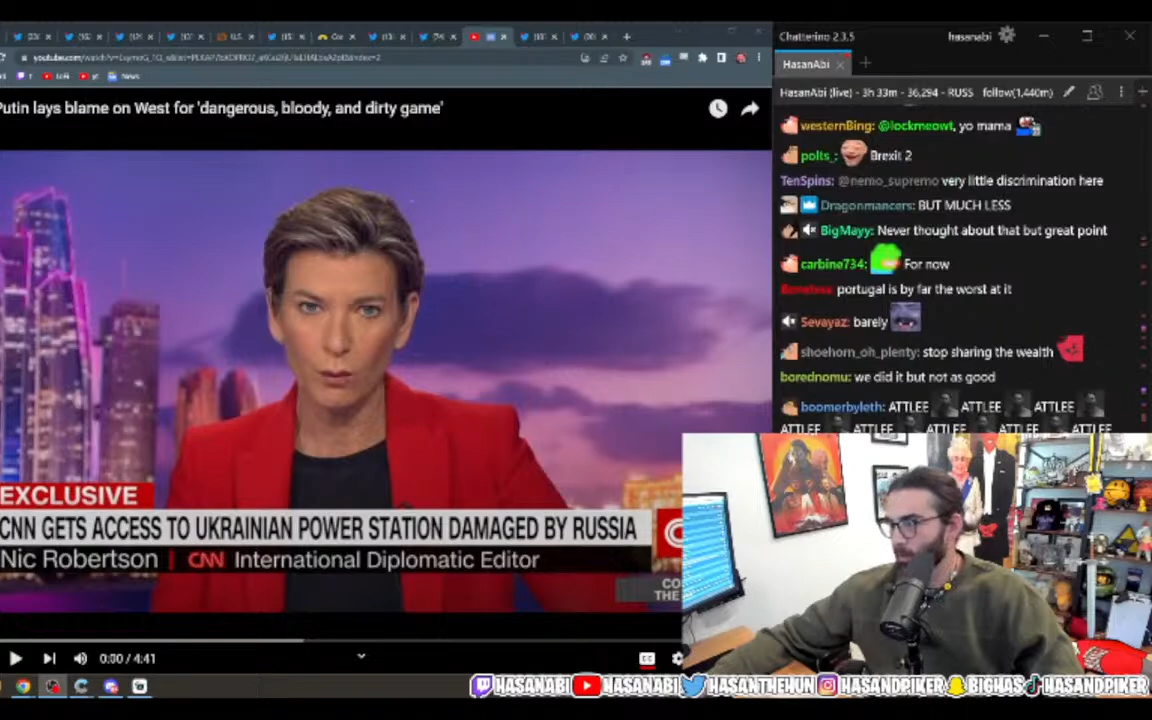 Chatterino 2.3.5
hasanabi
youtube.com/watch?v=
News
HasanAbi
HasanAbi (live) - 3h 33m - 36,294 - RUSS follow(1,440m)
Putin lays blame on West for 'dangerous, bloody, and dirty game'
westernBing: @lockmeowt, yo mama
polts_: Brexit 2
TenSpins: @nemo_supremo very little discrimination here
Dragonmancers: BUT MUCH LESS
BigMayy: Never thought about that but great point
carbine734: For now
portugal is by far the worst at it
Sevayaz: barely
shoehorn_oh_plenty: stop sharing the wealth
borednomu: we did it but not as good
boomerbyleth: ATTLEE ATTLEE ATTLEE
ATTLEE ATTLEE ATTLEE ATTLEE
EXCLUSIVE
CNN GETS ACCESS TO UKRAINIAN POWER STATION DAMAGED BY RUSSIA
Nic Robertson | CNN International Diplomatic Editor
0:00 / 4:41
HASANABI HASANABI HASANTHEHUN HASANDPIKER BIGHAS HASANDPIKER